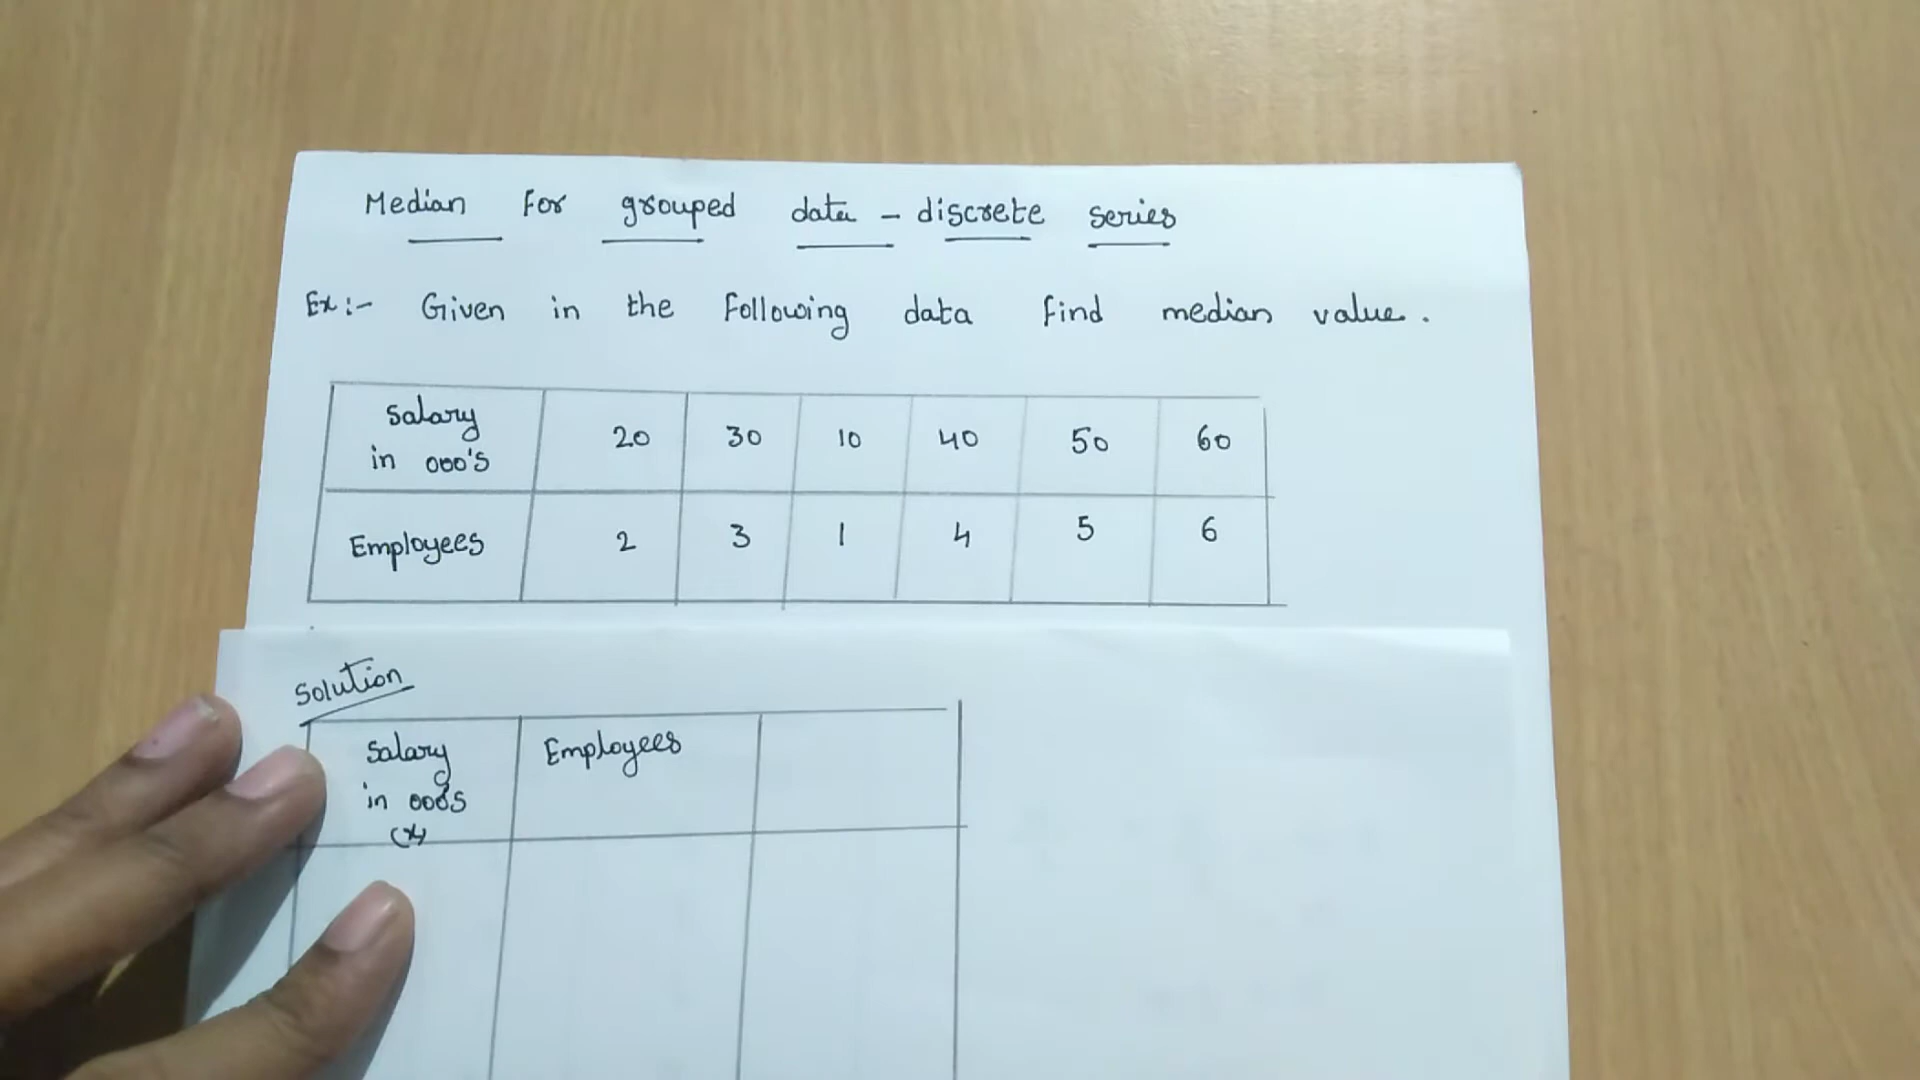 Median For grouped data - discrete series
Ex:- Given in the Following data Find median value.
Salary in 000's 20 30 10 40 50 60
Employees 2 3 1 4 5 6
Solution
Salary in 000's (x) Employees